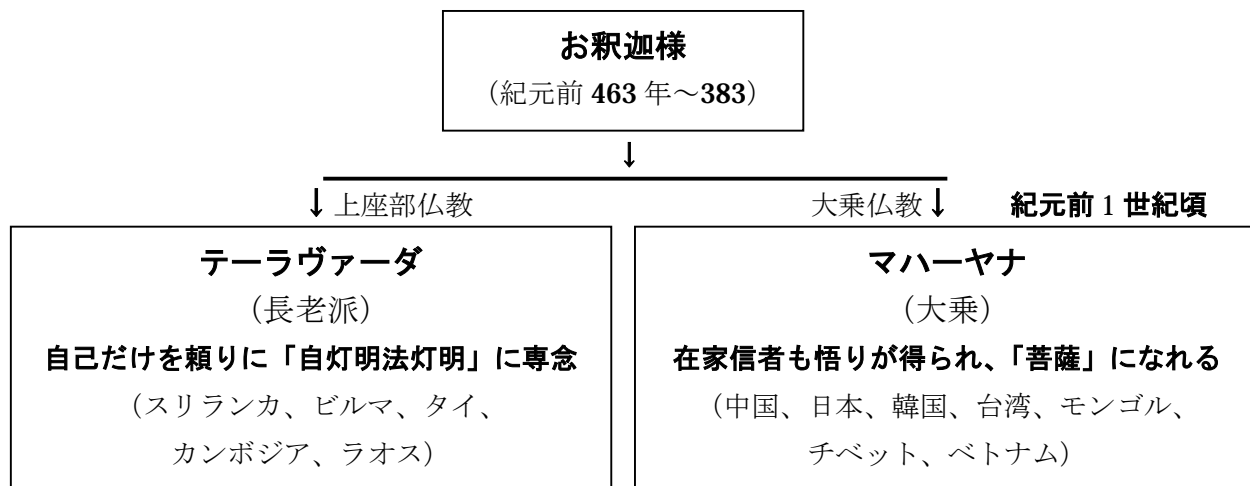 お釈迦様
（紀元前 463 年～383）
↓
↓ 上座部仏教
大乗仏教 ↓
紀元前 1 世紀頃
テーラヴァーダ
（長老派）
自己だけを頼りに「自灯明法灯明」に専念
（スリランカ、ビルマ、タイ、
カンボジア、ラオス）
マハーヤナ
（大乗）
在家信者も悟りが得られ、「菩薩」になれる
（中国、日本、韓国、台湾、モンゴル、
チベット、ベトナム）